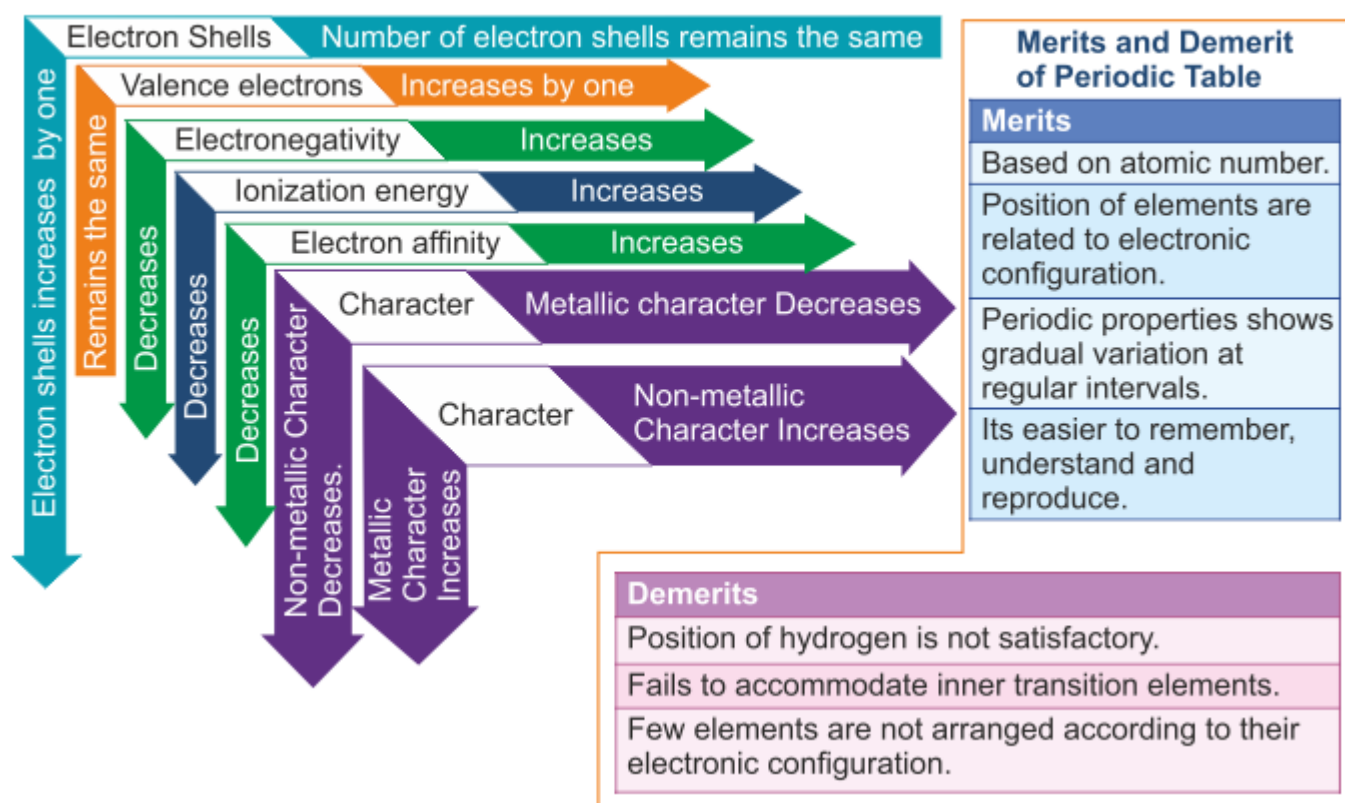 Electron Shells
Number of electron shells remains the same
Electron shells increases by one
Valence electrons
Increases by one
Remains the same
Electronegativity
Increases
Decreases
Ionization energy
Increases
Decreases
Electron affinity
Increases
Decreases
Character
Metallic character Decreases
Non-metallic Character
Decreases.
Character
Non-metallic
Character Increases
Metallic
Character
Increases
Merits and Demerit
of Periodic Table
Merits
Based on atomic number.
Position of elements are
related to electronic
configuration.
Periodic properties shows
gradual variation at
regular intervals.
Its easier to remember,
understand and
reproduce.
Demerits
Position of hydrogen is not satisfactory.
Fails to accommodate inner transition elements.
Few elements are not arranged according to their
electronic configuration.